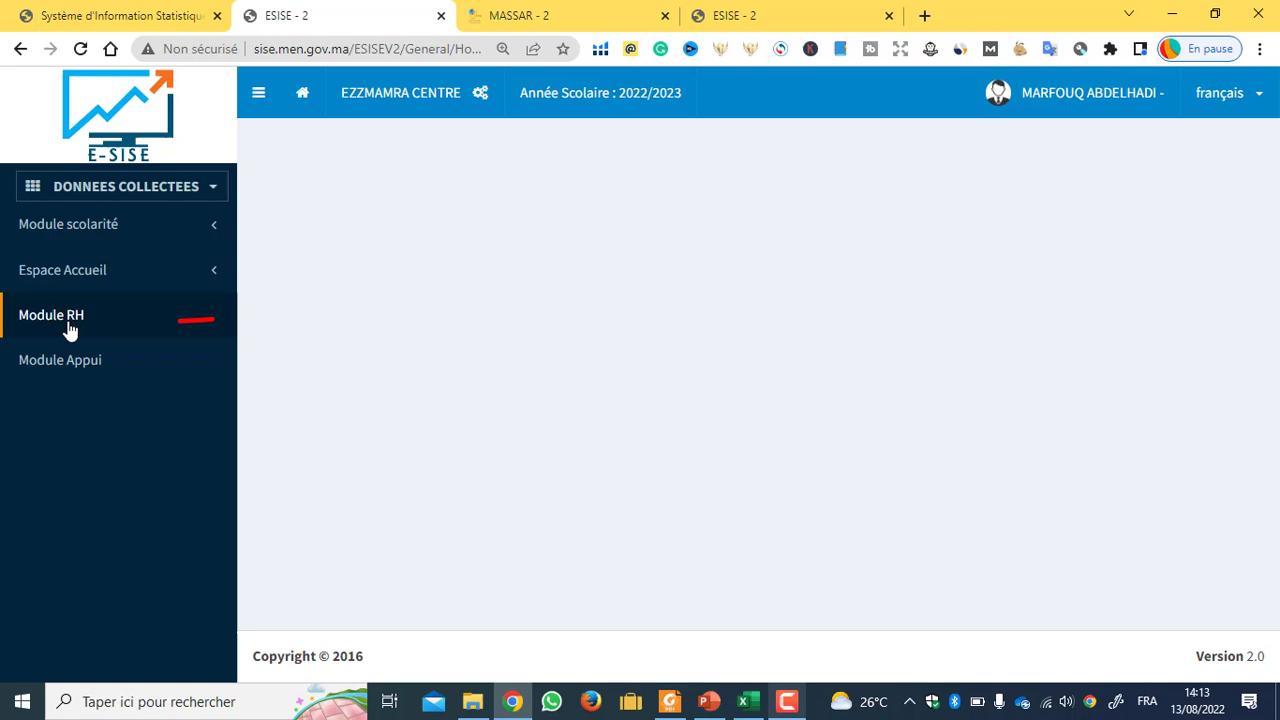 Système d'Information Statistique
ESISE - 2
MASSAR - 2
ESISE - 2
Non sécurisé
sise.men.gov.ma/ESISEV2/General/Ho...
En pause
E-SISE
EZZMAMRA CENTRE
Année Scolaire : 2022/2023
MARFOUQ ABDELHADI -
français
DONNEES COLLECTEES
Module scolarité
Espace Accueil
Module RH
Module Appui
Copyright © 2016
Version 2.0
Taper ici pour rechercher
26°C
FRA
14:13
13/08/2022